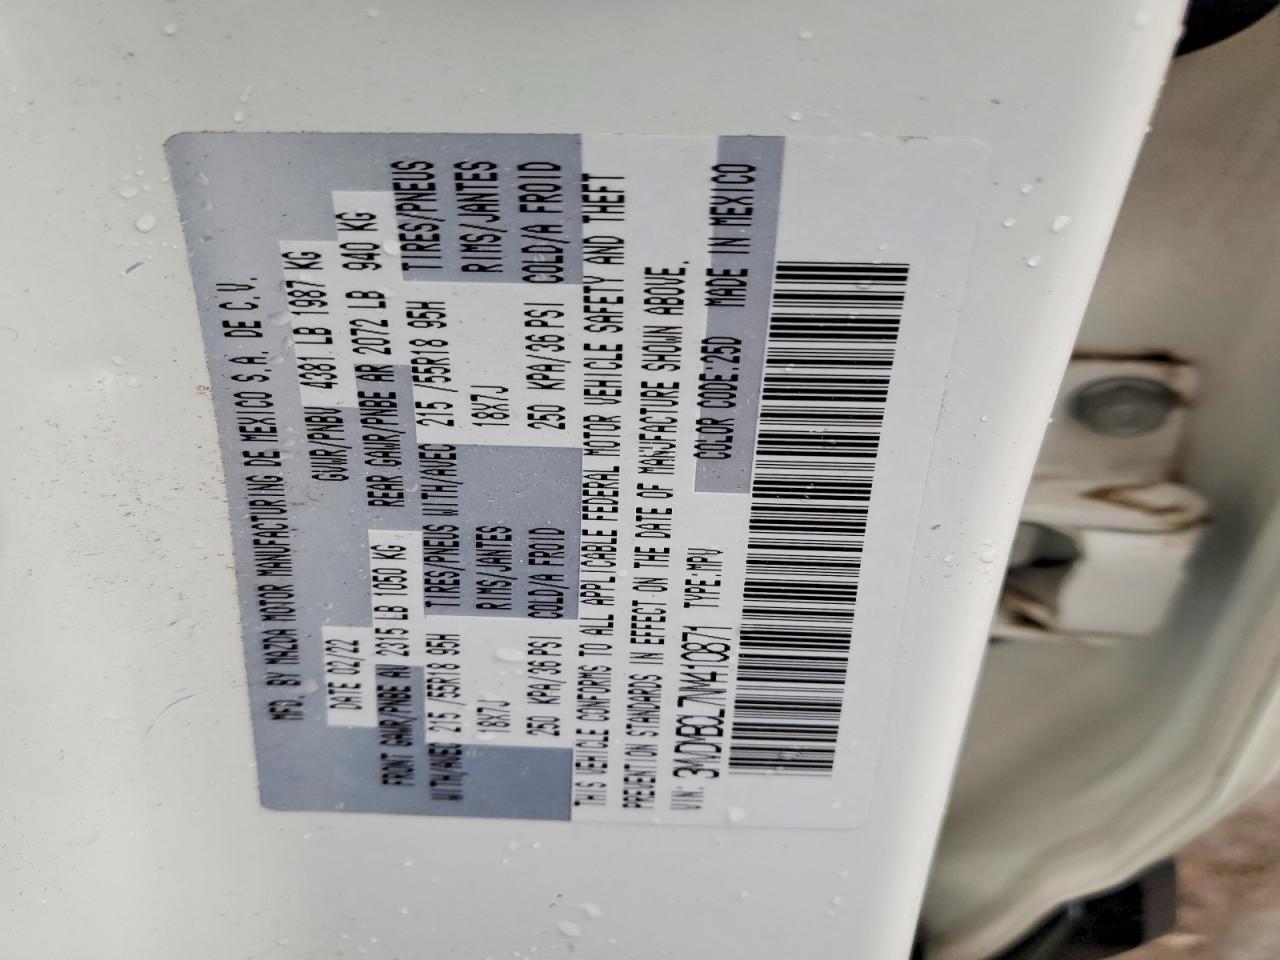 MFD. BY MAZDA MOTOR MANUFACTURING DE MEXICO S.A. DE C.V.
DATE 02/22 GVWR/PNBV 4381 LB 1987 KG
FRONT GAWR/PNBE AV 2315 LB 1050 KG REAR GAWR/PNBE AR 2072 LB 940 KG
WITH/AVEC 215 /55R18 95H TIRES/PNEUS WITH/AVEC 215 /55R18 95H TIRES/PNEUS
18X7J RIMS/JANTES 18X7J RIMS/JANTES
250 KPA/36 PSI COLD/A FROID 250 KPA/36 PSI COLD/A FROID
THIS VEHICLE CONFORMS TO ALL APPLICABLE FEDERAL MOTOR VEHICLE SAFETY AND THEFT
PREVENTION STANDARDS IN EFFECT ON THE DATE OF MANUFACTURE SHOWN ABOVE.
VIN: 3MVDMBCL7NM410871 TYPE:MPV COLOR CODE:25D MADE IN MEXICO